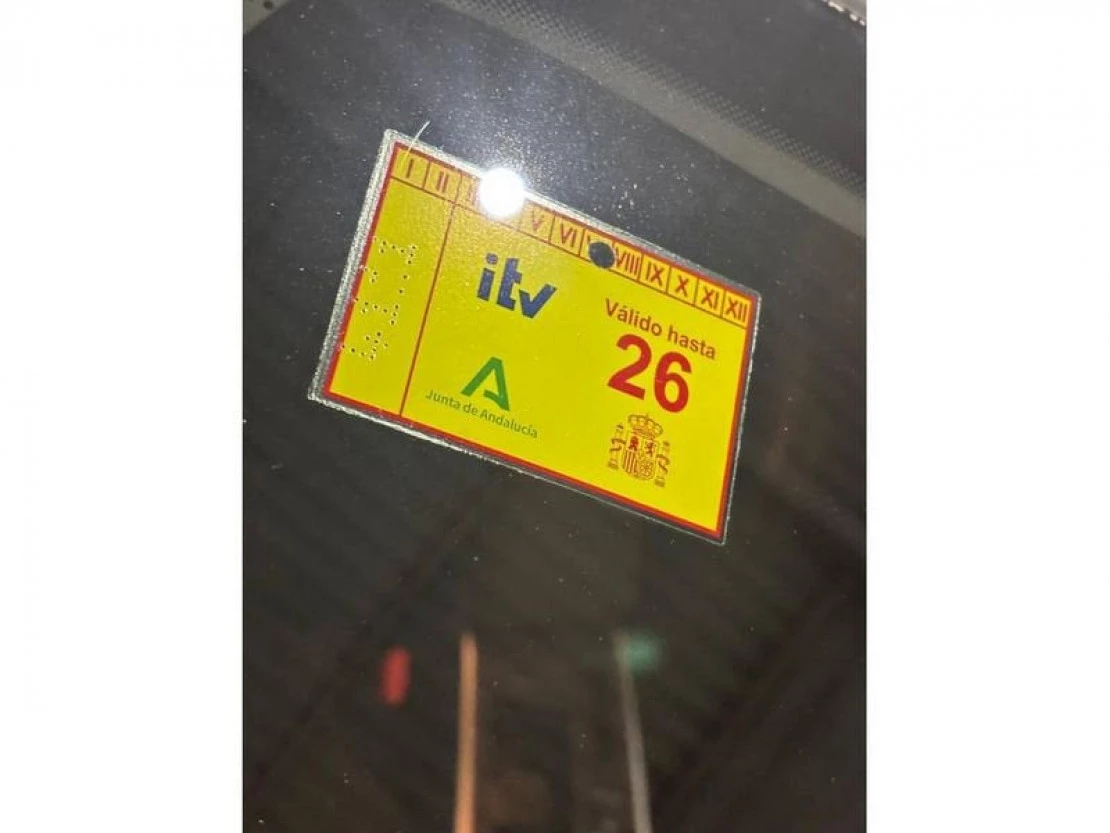 I II V VI VIII IX X XI XII
itv
Válido hasta
26
Junta de Andalucía